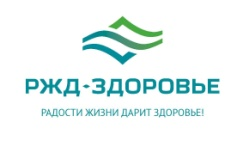 РЖД·ЗДОРОВЬЕ
РАДОСТИ ЖИЗНИ ДАРИТ ЗДОРОВЬЕ!